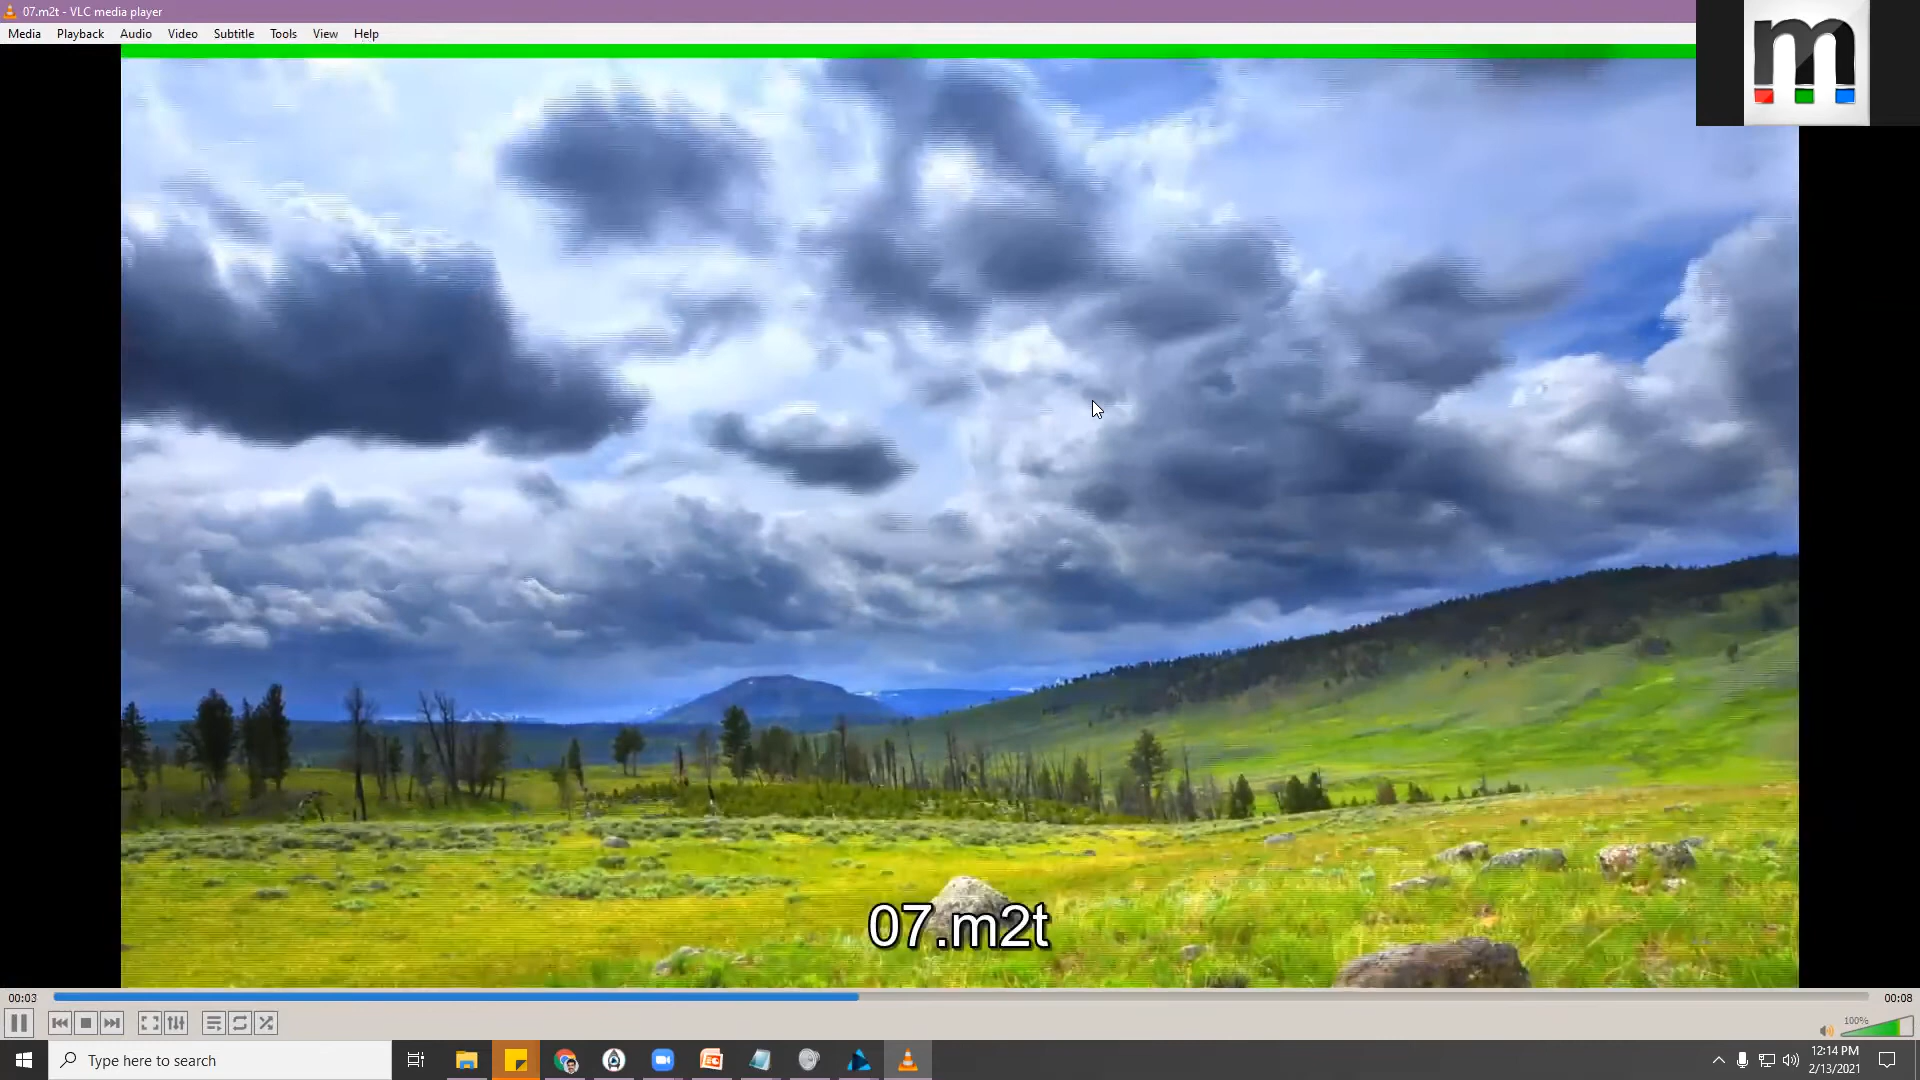 07.m2t - VLC media player
Media Playback Audio Video Subtitle Tools View Help
m
07.m2t
00:03
00:08
100%
Type here to search
12:14 PM
2/13/2021